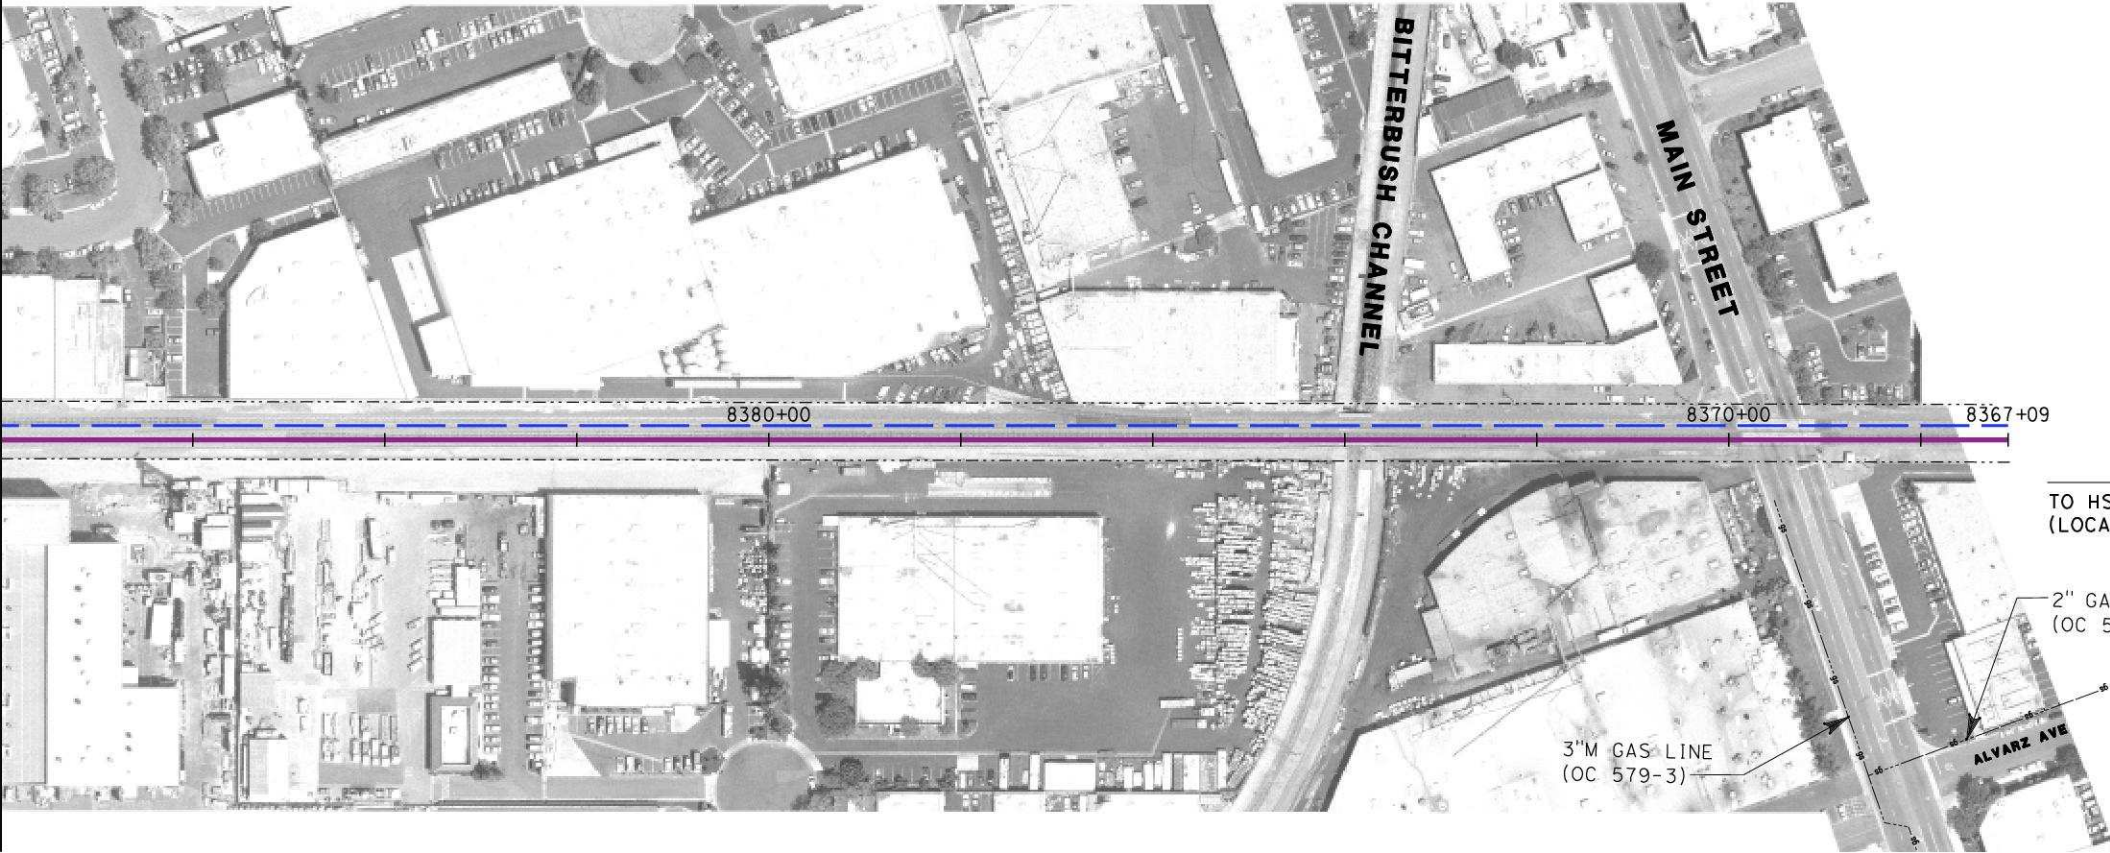 BITTERBUSH CHANNEL
MAIN STREET
8380+00
8370+00
8367+09
TO HS
(LOCA
2" GA
(OC 5
3"M GAS LINE
(OC 579-3)
ALVARZ AVE